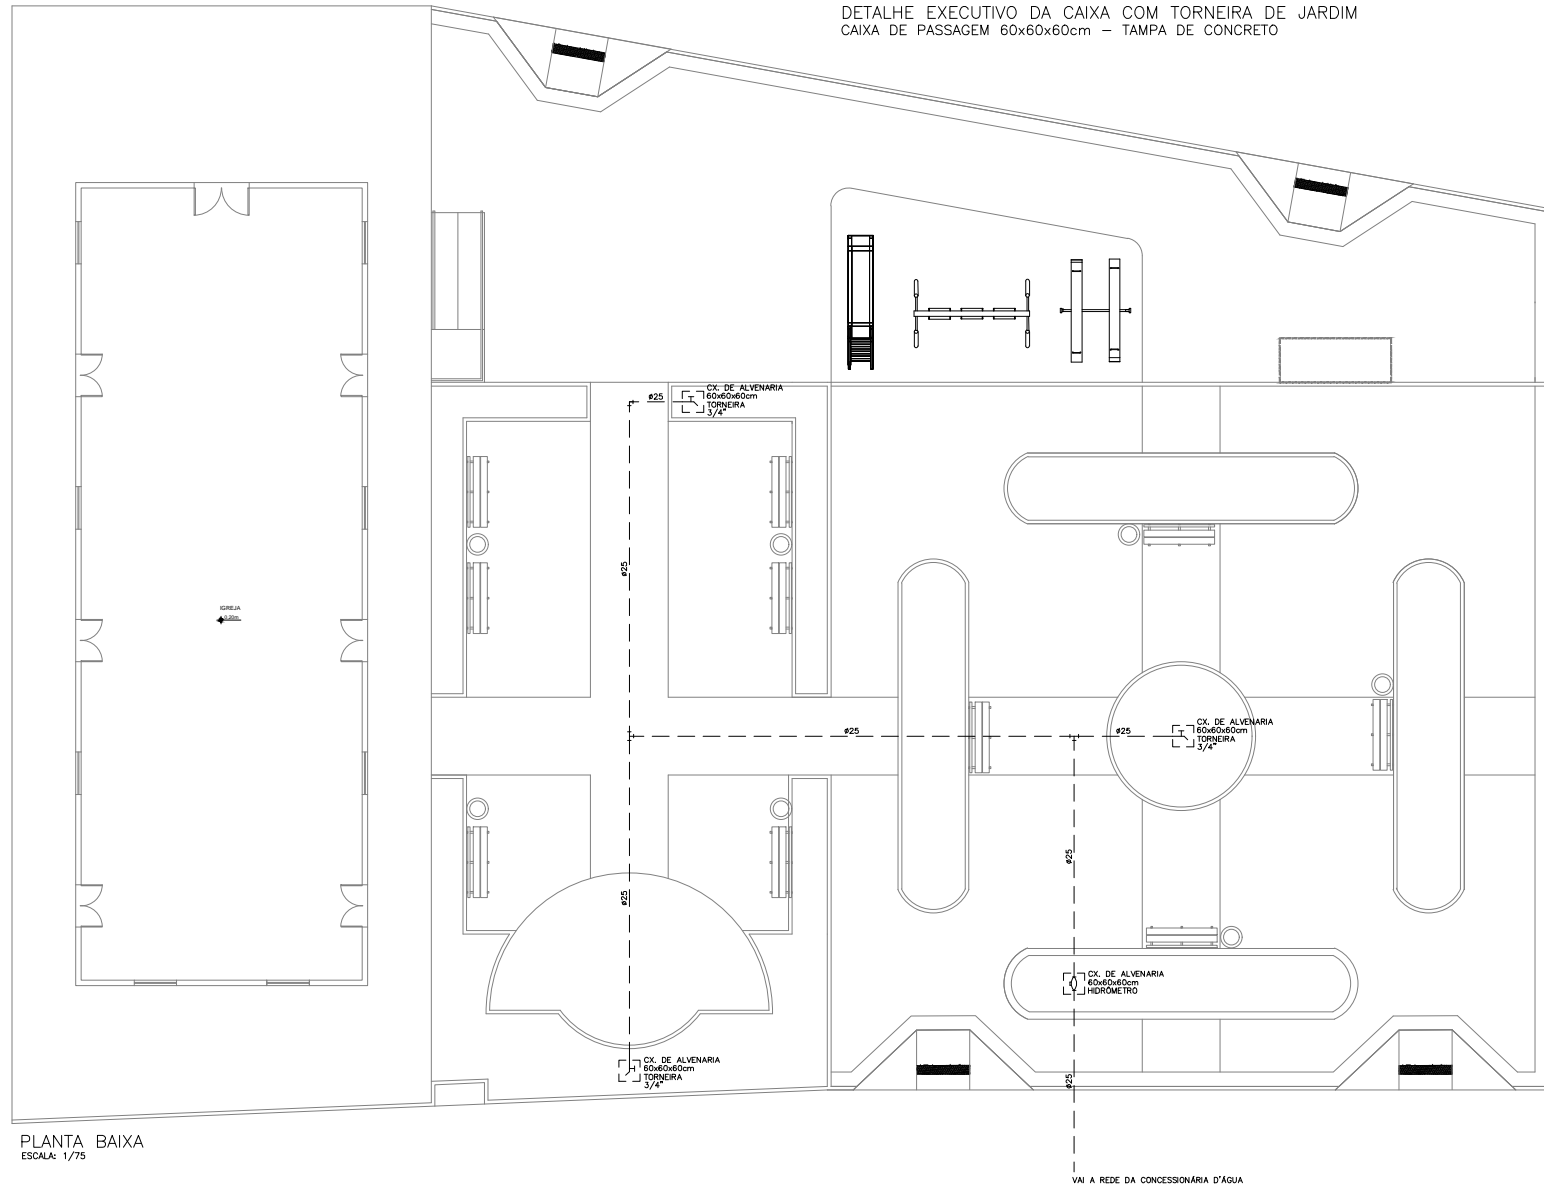 DETALHE EXECUTIVO DA CAIXA COM TORNEIRA DE JARDIM
CAIXA DE PASSAGEM 60x60x60cm – TAMPA DE CONCRETO
CX. DE ALVENARIA
60x60x60cm
TORNEIRA
3/4"
ø25
ø25
IGREJA
0.20m
ø25
ø25
CX. DE ALVENARIA
60x60x60cm
TORNEIRA
3/4"
ø25
ø25
CX. DE ALVENARIA
60x60x60cm
HIDRÔMETRO
CX. DE ALVENARIA
60x60x60cm
TORNEIRA
3/4"
ø25
PLANTA BAIXA
ESCALA: 1/75
VAI A REDE DA CONCESSIONÁRIA D'ÁGUA